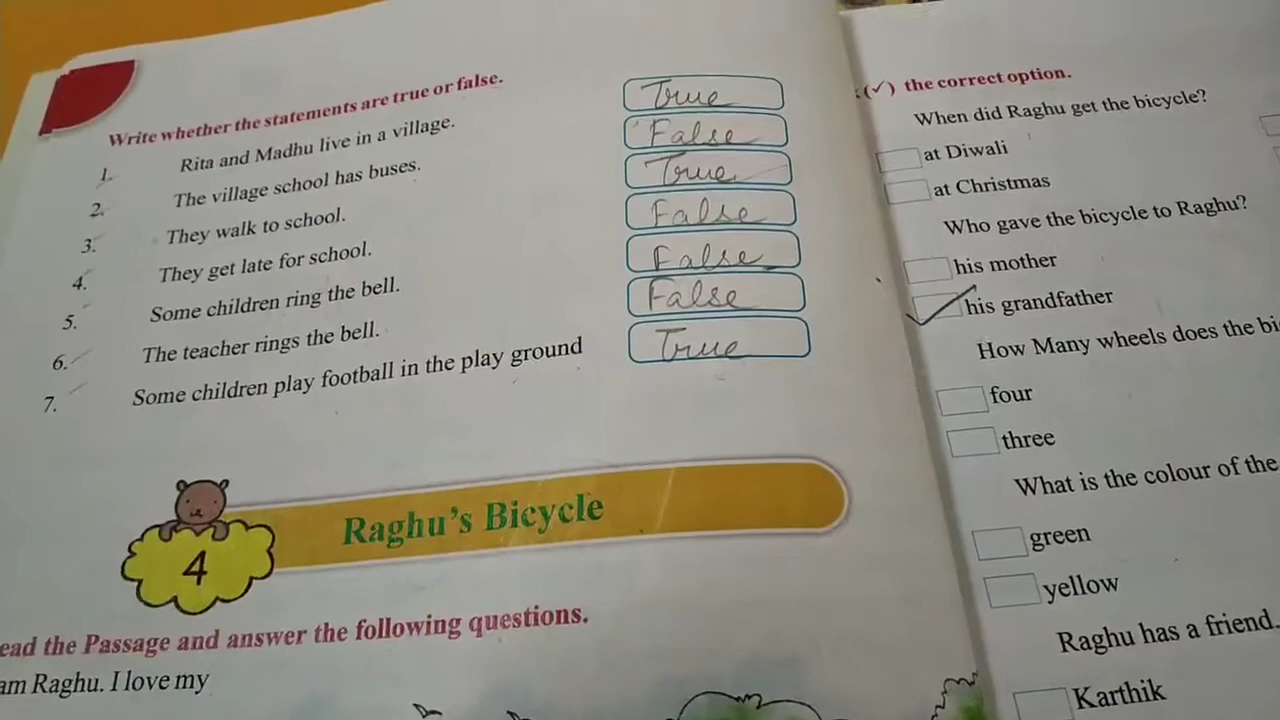 Write whether the statements are true or false.
1. Rita and Madhu live in a village. True
2. The village school has buses. False
3. They walk to school. True
4. They get late for school. False
5. Some children ring the bell. False
6. The teacher rings the bell. False
7. Some children play football in the play ground True
4 Raghu's Bicycle
ead the Passage and answer the following questions.
am Raghu. I love my
(✓) the correct option.
When did Raghu get the bicycle?
at Diwali
at Christmas
Who gave the bicycle to Raghu?
his mother
✓ his grandfather
How Many wheels does the bi
four
three
What is the colour of the
green
yellow
Raghu has a friend.
Karthik